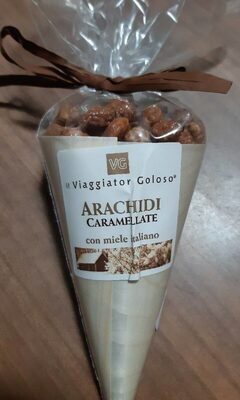 VG
il Viaggiator Goloso®
ARACHIDI
CARAMELLATE
con miele italiano